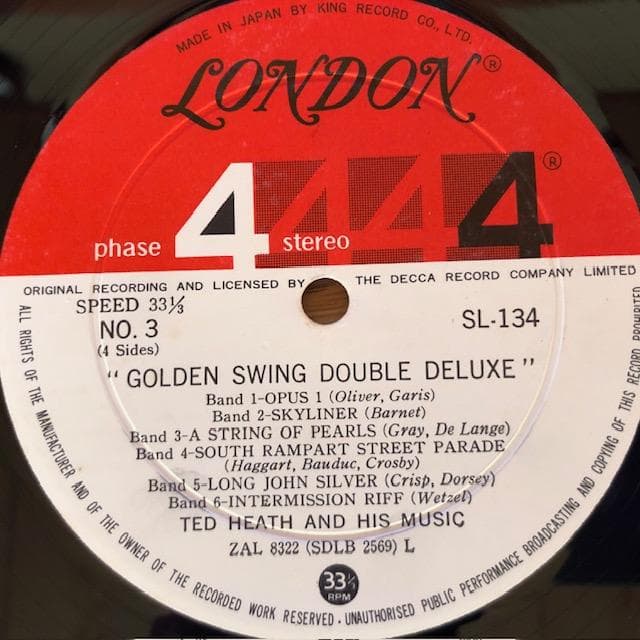 MADE IN JAPAN BY KING RECORD CO., LTD.
LONDON®
phase 4 stereo 4 4 4®
ORIGINAL RECORDING AND LICENSED BY THE DECCA RECORD COMPANY LIMITED
SPEED 33⅓
NO. 3
SL-134
(4 Sides)
"GOLDEN SWING DOUBLE DELUXE"
Band 1-OPUS 1 (Oliver, Garis)
Band 2-SKYLINER (Barnet)
Band 3-A STRING OF PEARLS (Gray, De Lange)
Band 4-SOUTH RAMPART STREET PARADE
(Haggart, Bauduc, Crosby)
Band 5-LONG JOHN SILVER (Crisp, Dorsey)
Band 6-INTERMISSION RIFF (Wetzel)
TED HEATH AND HIS MUSIC
ZAL 8322 (SDLB 2569) L
33⅓
RPM
ALL RIGHTS OF THE MANUFACTURER AND OF THE OWNER OF THE RECORDED WORK RESERVED · UNAUTHORISED PUBLIC PERFORMANCE BROADCASTING AND COPYING OF THIS RECORD PROHIBITED